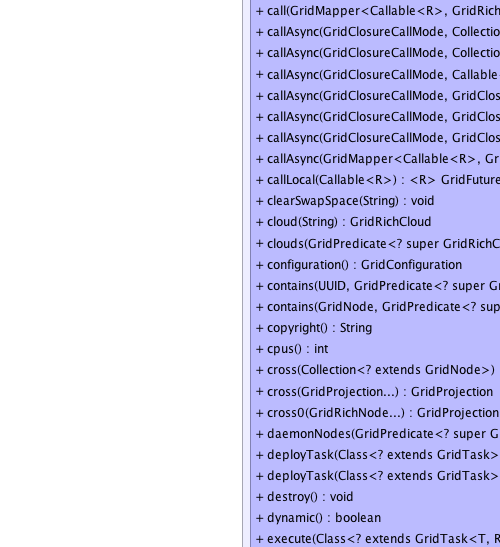 + call(GridMapper<Callable<R>, GridRich
+ callAsync(GridClosureCallMode, Collectio
+ callAsync(GridClosureCallMode, Collectio
+ callAsync(GridClosureCallMode, Callable
+ callAsync(GridClosureCallMode, GridClos
+ callAsync(GridClosureCallMode, GridClos
+ callAsync(GridClosureCallMode, GridClos
+ callAsync(GridMapper<Callable<R>, Gr
+ callLocal(Callable<R>) : <R> GridFuture
+ clearSwapSpace(String) : void
+ cloud(String) : GridRichCloud
+ clouds(GridPredicate<? super GridRichC
+ configuration() : GridConfiguration
+ contains(UUID, GridPredicate<? super Gr
+ contains(GridNode, GridPredicate<? sup
+ copyright() : String
+ cpus() : int
+ cross(Collection<? extends GridNode>)
+ cross(GridProjection...) : GridProjection
+ cross0(GridRichNode...) : GridProjection
+ daemonNodes(GridPredicate<? super G
+ deployTask(Class<? extends GridTask>
+ deployTask(Class<? extends GridTask>
+ destroy() : void
+ dynamic() : boolean
+ execute(Class<? extends GridTask<T, R